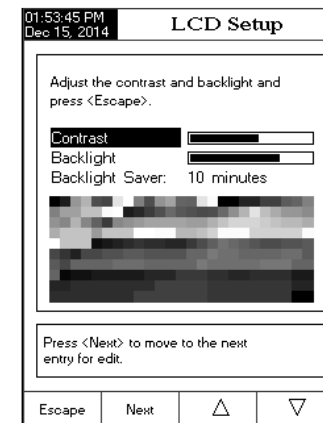 01:53:45 PM
Dec 15, 2014
LCD Setup
Adjust the contrast and backlight and
press <Escape>.
Contrast
Backlight
Backlight Saver: 10 minutes
Press <Next> to move to the next
entry for edit.
Escape Next △ ▽